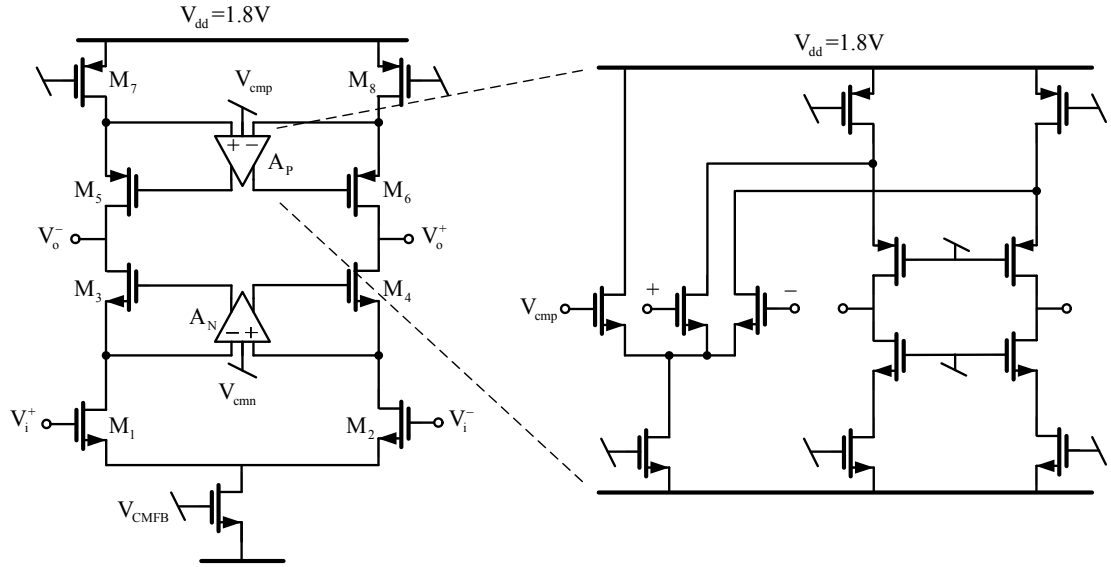 V_dd=1.8V
V_dd=1.8V
M_7
V_cmp
M_8
+ −
A_P
M_5
M_6
V_o^−
V_o^+
M_3
M_4
A_N
− +
V_cmn
V_cmp
+
−
V_i^+
M_1
M_2
V_i^−
V_CMFB